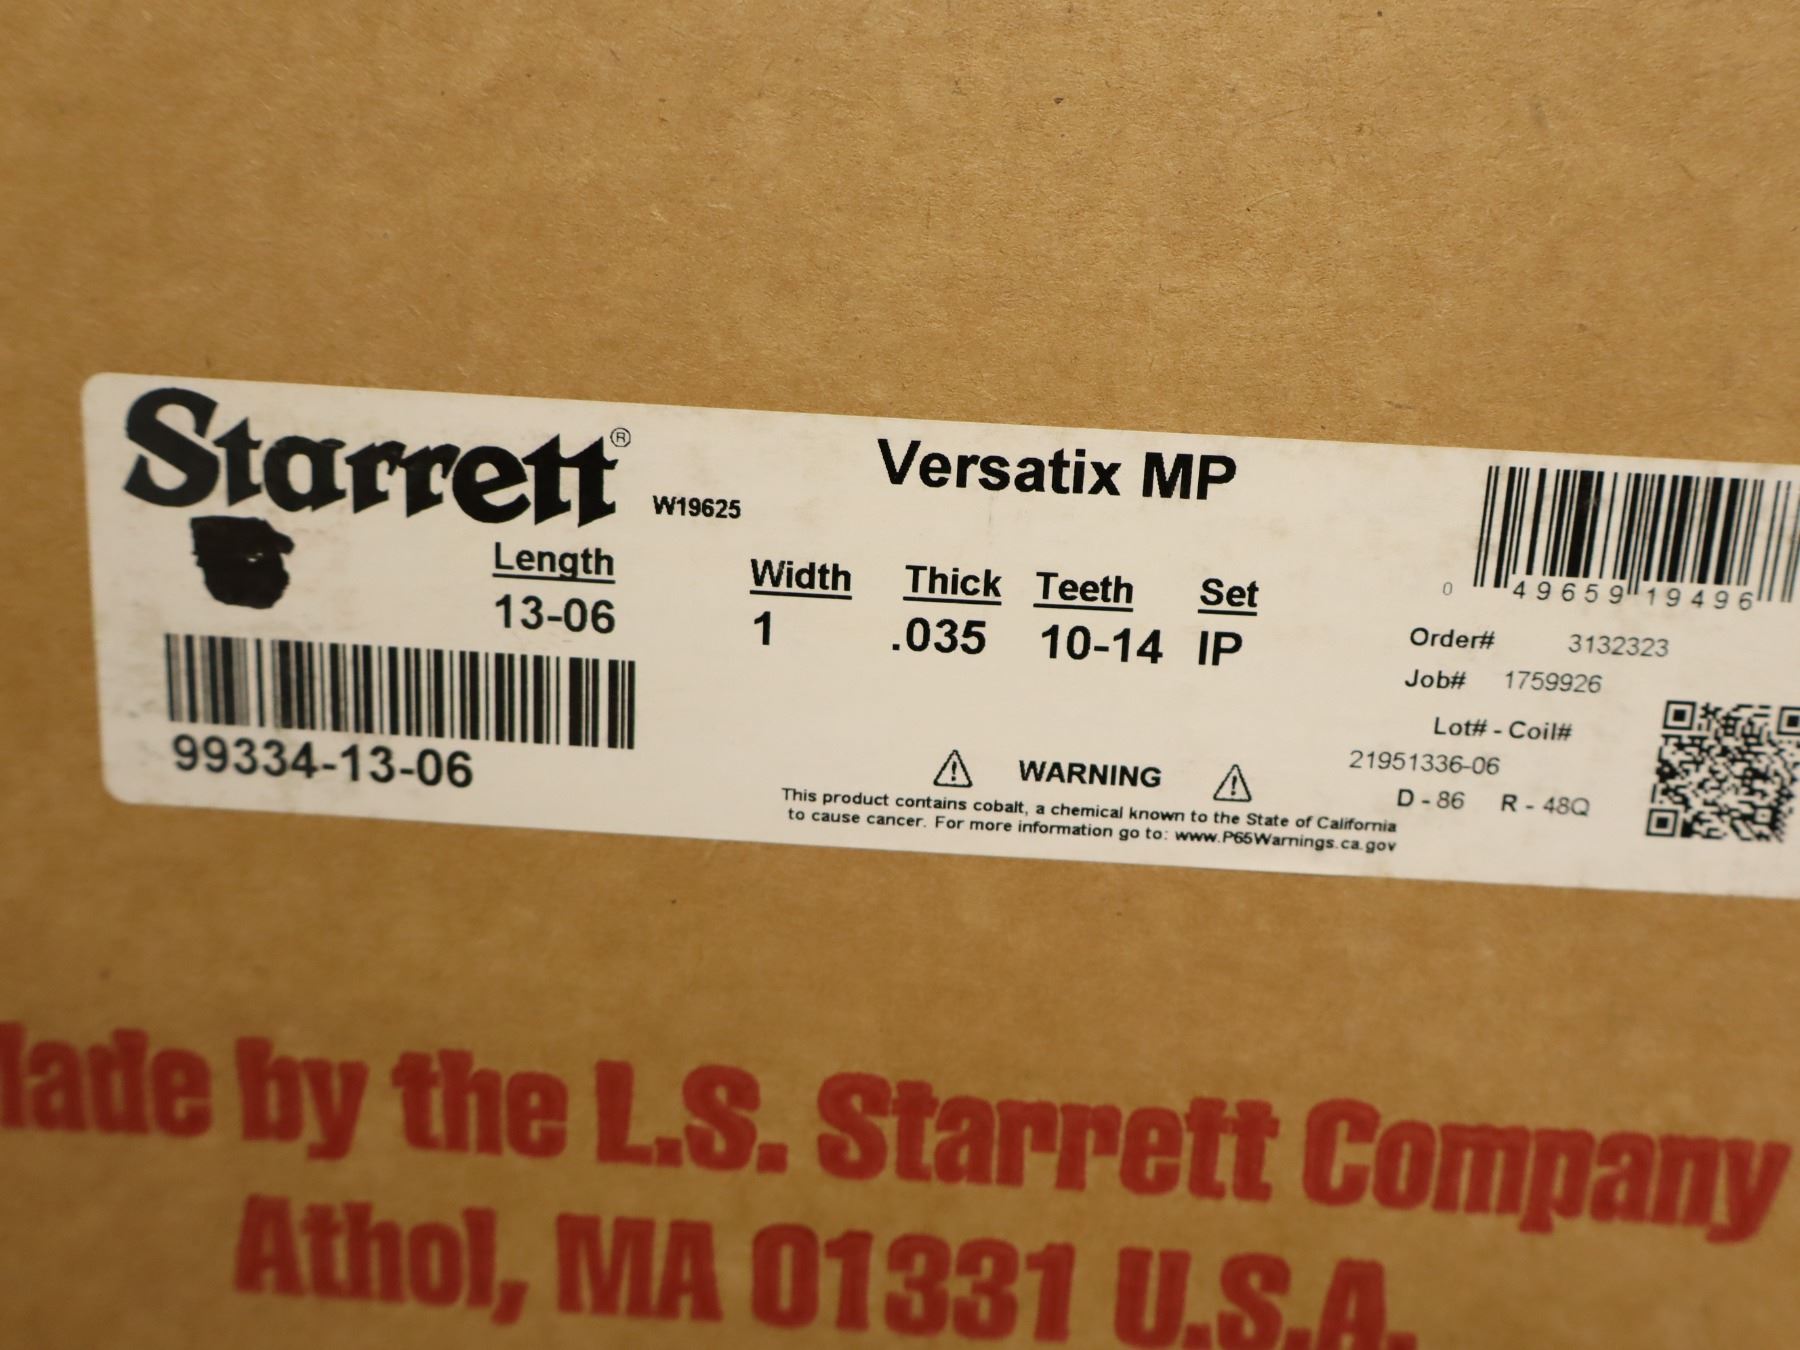 Starrett®
W19625
Versatix MP
Length Width Thick Teeth Set
13-06 1 .035 10-14 IP
99334-13-06
0 49659 19496
Order# 3132323
Job# 1759926
Lot# - Coil#
21951336-06
D - 86 R - 48Q
WARNING
This product contains cobalt, a chemical known to the State of California
to cause cancer. For more information go to: www.P65Warnings.ca.gov
Made by the L.S. Starrett Company
Athol, MA 01331 U.S.A.